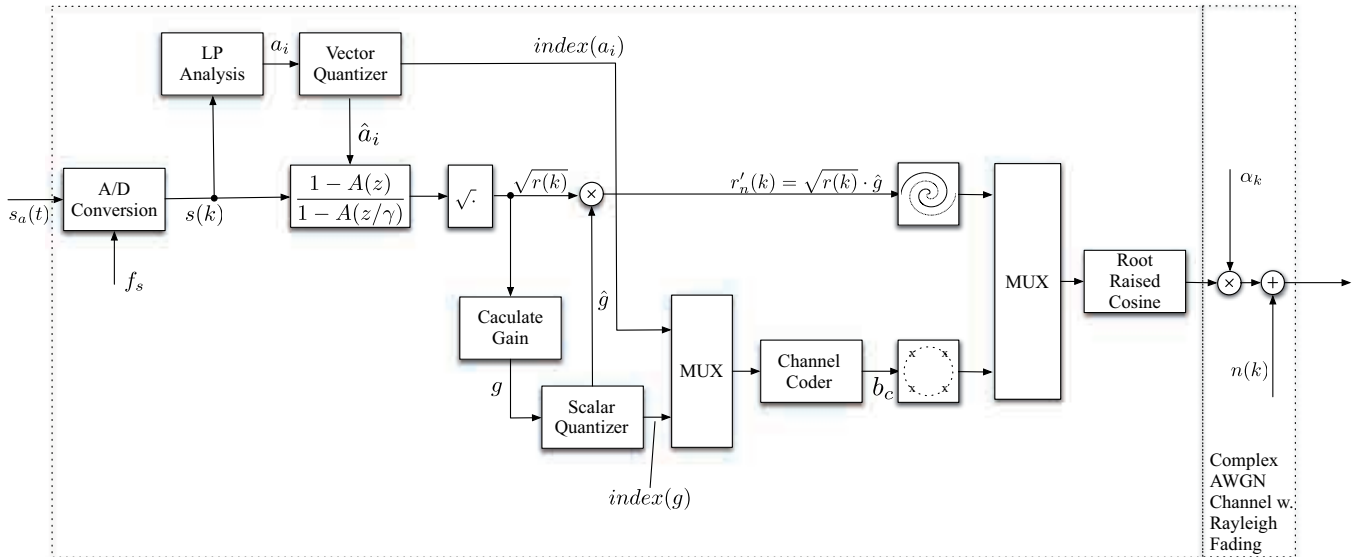 LP
Analysis
a_i
Vector
Quantizer
index(a_i)
â_i
s_a(t)
A/D
Conversion
s(k)
f_s
1 − A(z)
1 − A(z/γ)
√·
√r(k)
×
r′_n(k) = √r(k) · ĝ
Caculate
Gain
ĝ
g
Scalar
Quantizer
index(g)
MUX
Channel
Coder
b_c
x x
x x
MUX
Root
Raised
Cosine
α_k
×
+
n(k)
Complex
AWGN
Channel w.
Rayleigh
Fading